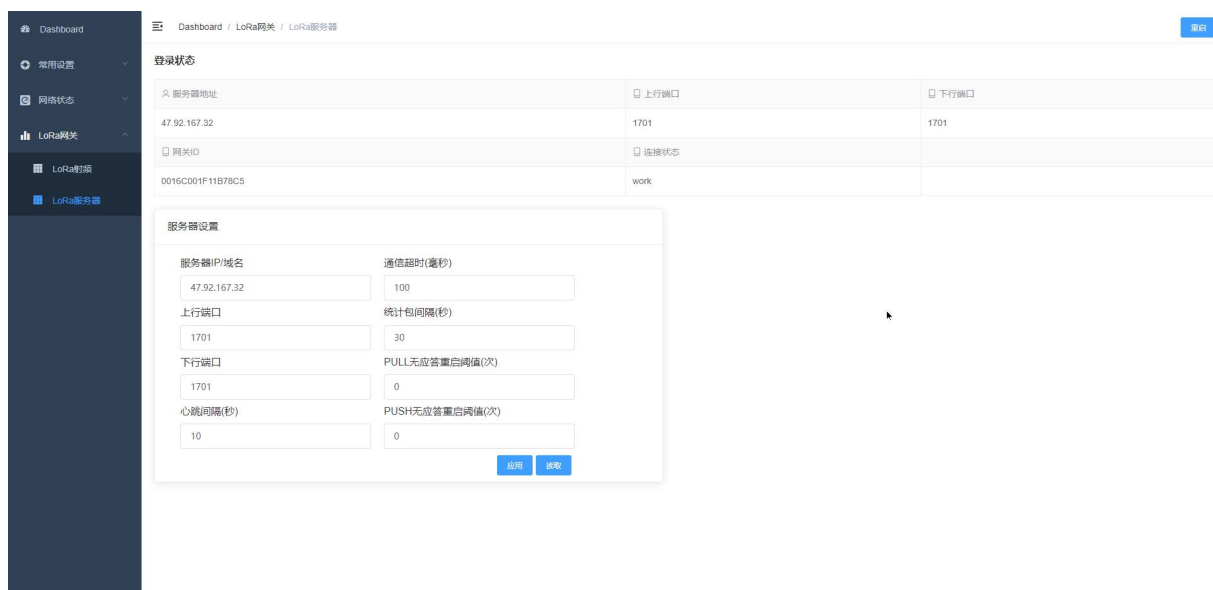 Dashboard
常用设置
网络状态
LoRa网关
LoRa射频
LoRa服务器
Dashboard / LoRa网关 / LoRa服务器
重启
登录状态
服务器地址 上行端口 下行端口
47.92.167.32 1701 1701
网关ID 连接状态
0016C001F11B78C5 work
服务器设置
服务器IP/域名 通信超时(毫秒)
47.92.167.32 100
上行端口 统计包间隔(秒)
1701 30
下行端口 PULL无应答重启阈值(次)
1701 0
心跳间隔(秒) PUSH无应答重启阈值(次)
10 0
应用 读取